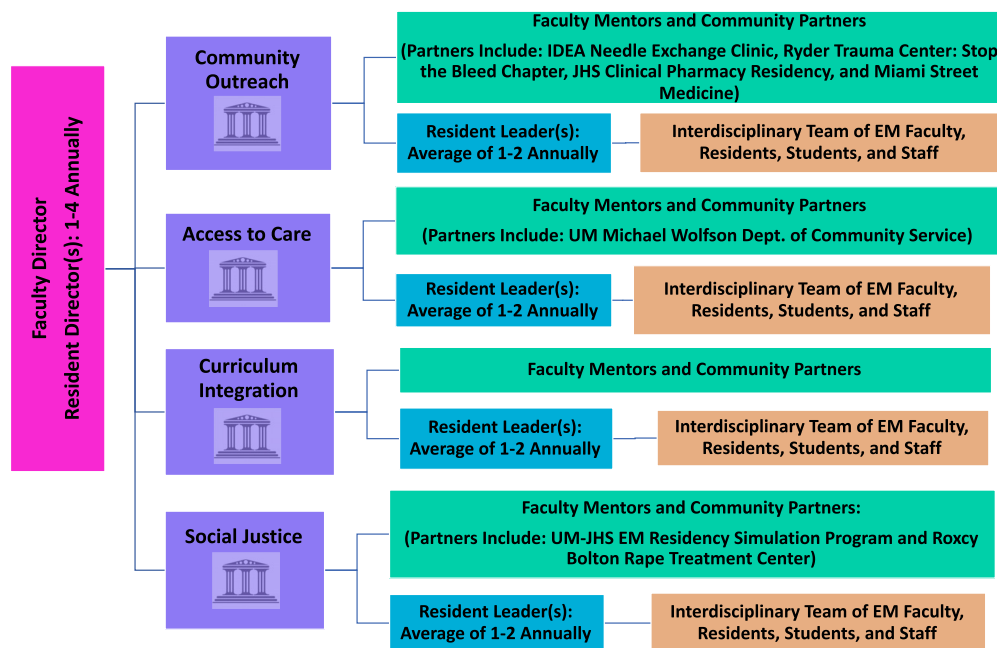 Faculty Director
Resident Director(s): 1-4 Annually
Community
Outreach
Faculty Mentors and Community Partners
(Partners Include: IDEA Needle Exchange Clinic, Ryder Trauma Center: Stop
the Bleed Chapter, JHS Clinical Pharmacy Residency, and Miami Street
Medicine)
Resident Leader(s):
Average of 1-2 Annually
Interdisciplinary Team of EM Faculty,
Residents, Students, and Staff
Access to Care
Faculty Mentors and Community Partners
(Partners Include: UM Michael Wolfson Dept. of Community Service)
Resident Leader(s):
Average of 1-2 Annually
Interdisciplinary Team of EM Faculty,
Residents, Students, and Staff
Curriculum
Integration
Faculty Mentors and Community Partners
Resident Leader(s):
Average of 1-2 Annually
Interdisciplinary Team of EM Faculty,
Residents, Students, and Staff
Social Justice
Faculty Mentors and Community Partners:
(Partners Include: UM-JHS EM Residency Simulation Program and Roxcy
Bolton Rape Treatment Center)
Resident Leader(s):
Average of 1-2 Annually
Interdisciplinary Team of EM Faculty,
Residents, Students, and Staff